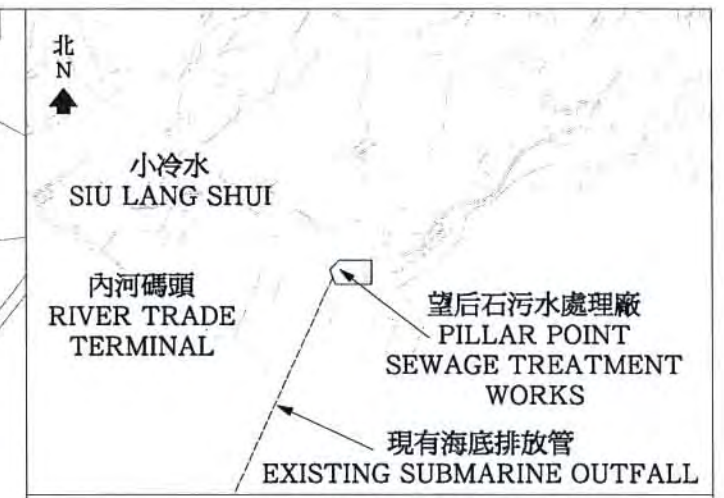 北
N
小冷水
SIU LANG SHUI
內河碼頭
RIVER TRADE
TERMINAL
望后石污水處理廠
PILLAR POINT
SEWAGE TREATMENT
WORKS
現有海底排放管
EXISTING SUBMARINE OUTFALL